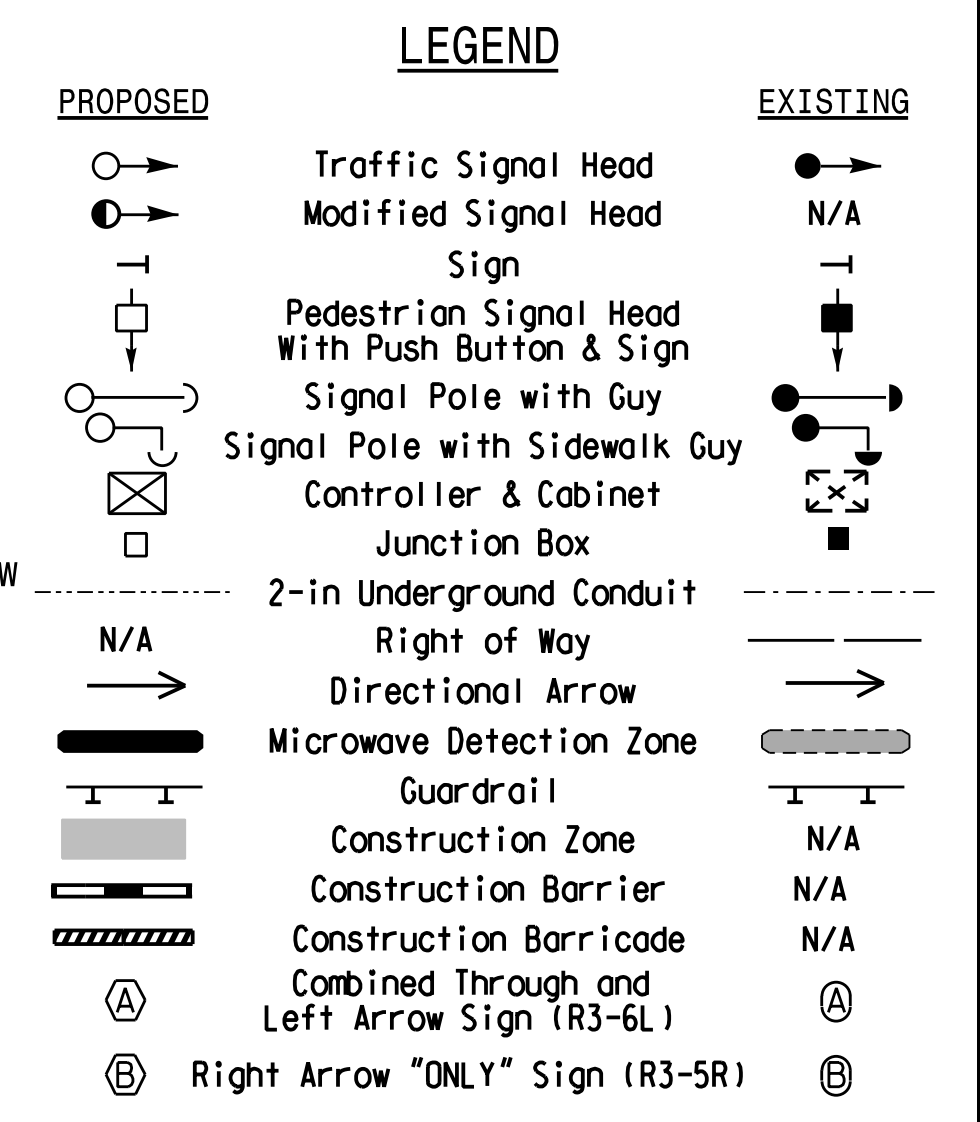 LEGEND
PROPOSED EXISTING
Traffic Signal Head
Modified Signal Head N/A
Sign
Pedestrian Signal Head
With Push Button & Sign
Signal Pole with Guy
Signal Pole with Sidewalk Guy
Controller & Cabinet
Junction Box
W
2-in Underground Conduit
N/A Right of Way
Directional Arrow
Microwave Detection Zone
Guardrail
Construction Zone N/A
Construction Barrier N/A
Construction Barricade N/A
Combined Through and
A Left Arrow Sign (R3-6L) A
B Right Arrow "ONLY" Sign (R3-5R) B